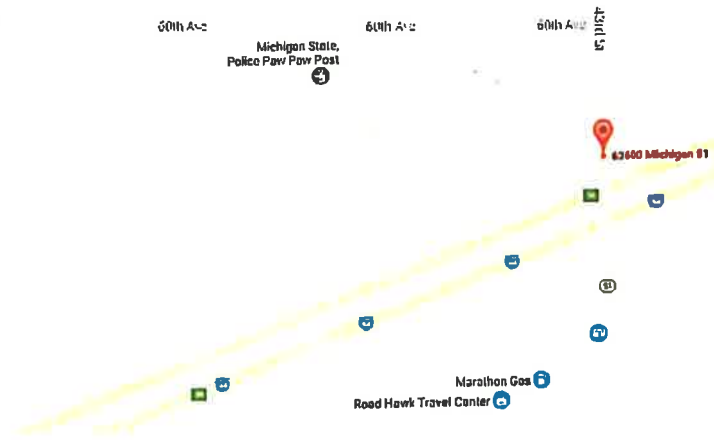 60th Ave
60th Ave
60th Ave
43rd St
Michigan State
Police Paw Paw Post
Michigan 51
51
Marathon Gas
Road Hawk Travel Center